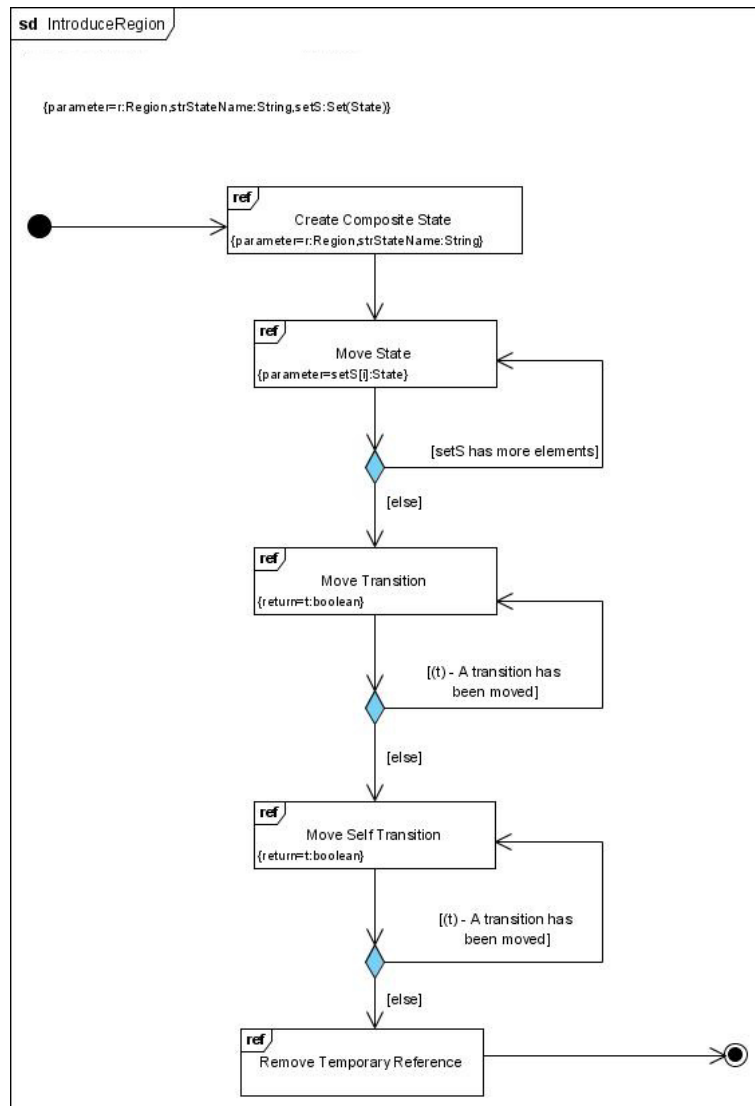 sd IntroduceRegion
{parameter=r:Region,strStateName:String,setS:Set(State)}
ref
Create Composite State
{parameter=r:Region,strStateName:String}
ref
Move State
{parameter=setS[i]:State}
[setS has more elements]
[else]
ref
Move Transition
{return=t:boolean}
[(t) - A transition has
been moved]
[else]
ref
Move Self Transition
{return=t:boolean}
[(t) - A transition has
been moved]
[else]
ref
Remove Temporary Reference